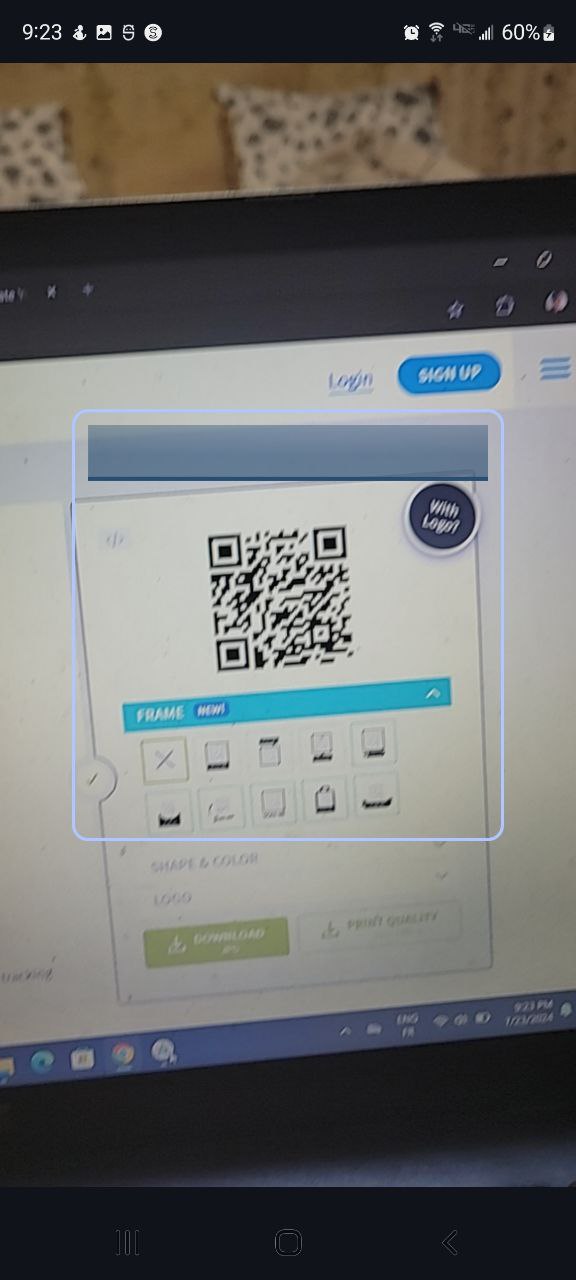 9:23
60%
Login
SIGN UP
With
Logo?
FRAME NEW!
SHAPE & COLOR
LOGO
DOWNLOAD
JPG
PRINT QUALITY
tracking
ENG
FR
9:23 PM
7/23/2024